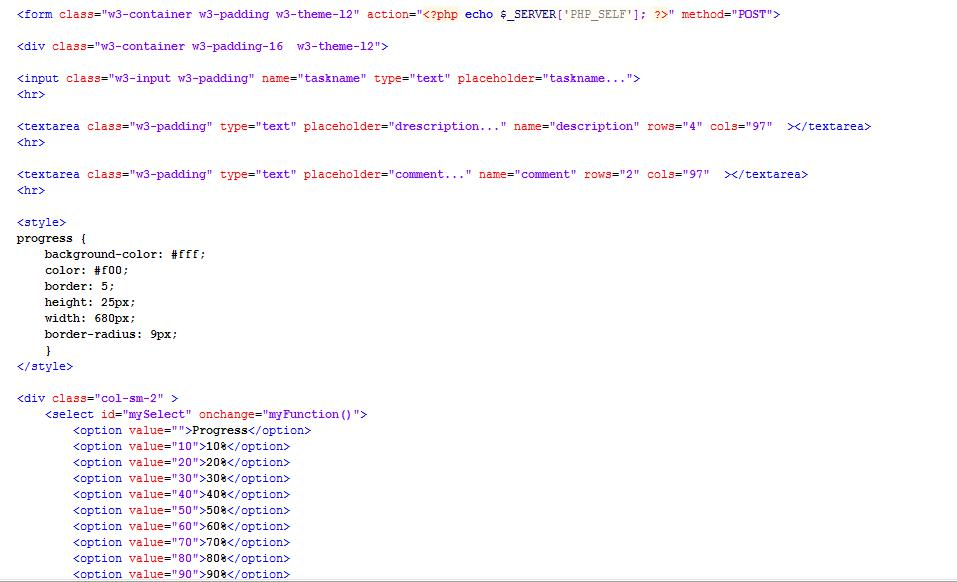 <form class="w3-container w3-padding w3-theme-l2" action="<?php echo $_SERVER['PHP_SELF']; ?>" method="POST">
<div class="w3-container w3-padding-16  w3-theme-l2">
<input class="w3-input w3-padding" name="taskname" type="text" placeholder="taskname...">
<hr>
<textarea class="w3-padding" type="text" placeholder="drescription..." name="description" rows="4" cols="97"  ></textarea>
<hr>
<textarea class="w3-padding" type="text" placeholder="comment..." name="comment" rows="2" cols="97"  ></textarea>
<hr>
<style>
progress {
    background-color: #fff;
    color: #f00;
    border: 5;
    height: 25px;
    width: 680px;
    border-radius: 9px;
    }
</style>
<div class="col-sm-2" >
    <select id="mySelect" onchange="myFunction()">
        <option value="">Progress</option>
        <option value="10">10%</option>
        <option value="20">20%</option>
        <option value="30">30%</option>
        <option value="40">40%</option>
        <option value="50">50%</option>
        <option value="60">60%</option>
        <option value="70">70%</option>
        <option value="80">80%</option>
        <option value="90">90%</option>